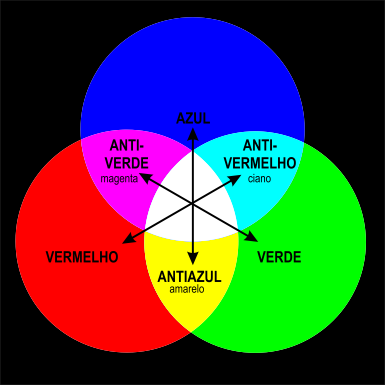 AZUL
ANTI-
VERDE
magenta
ANTI-
VERMELHO
ciano
VERMELHO
VERDE
ANTIAZUL
amarelo